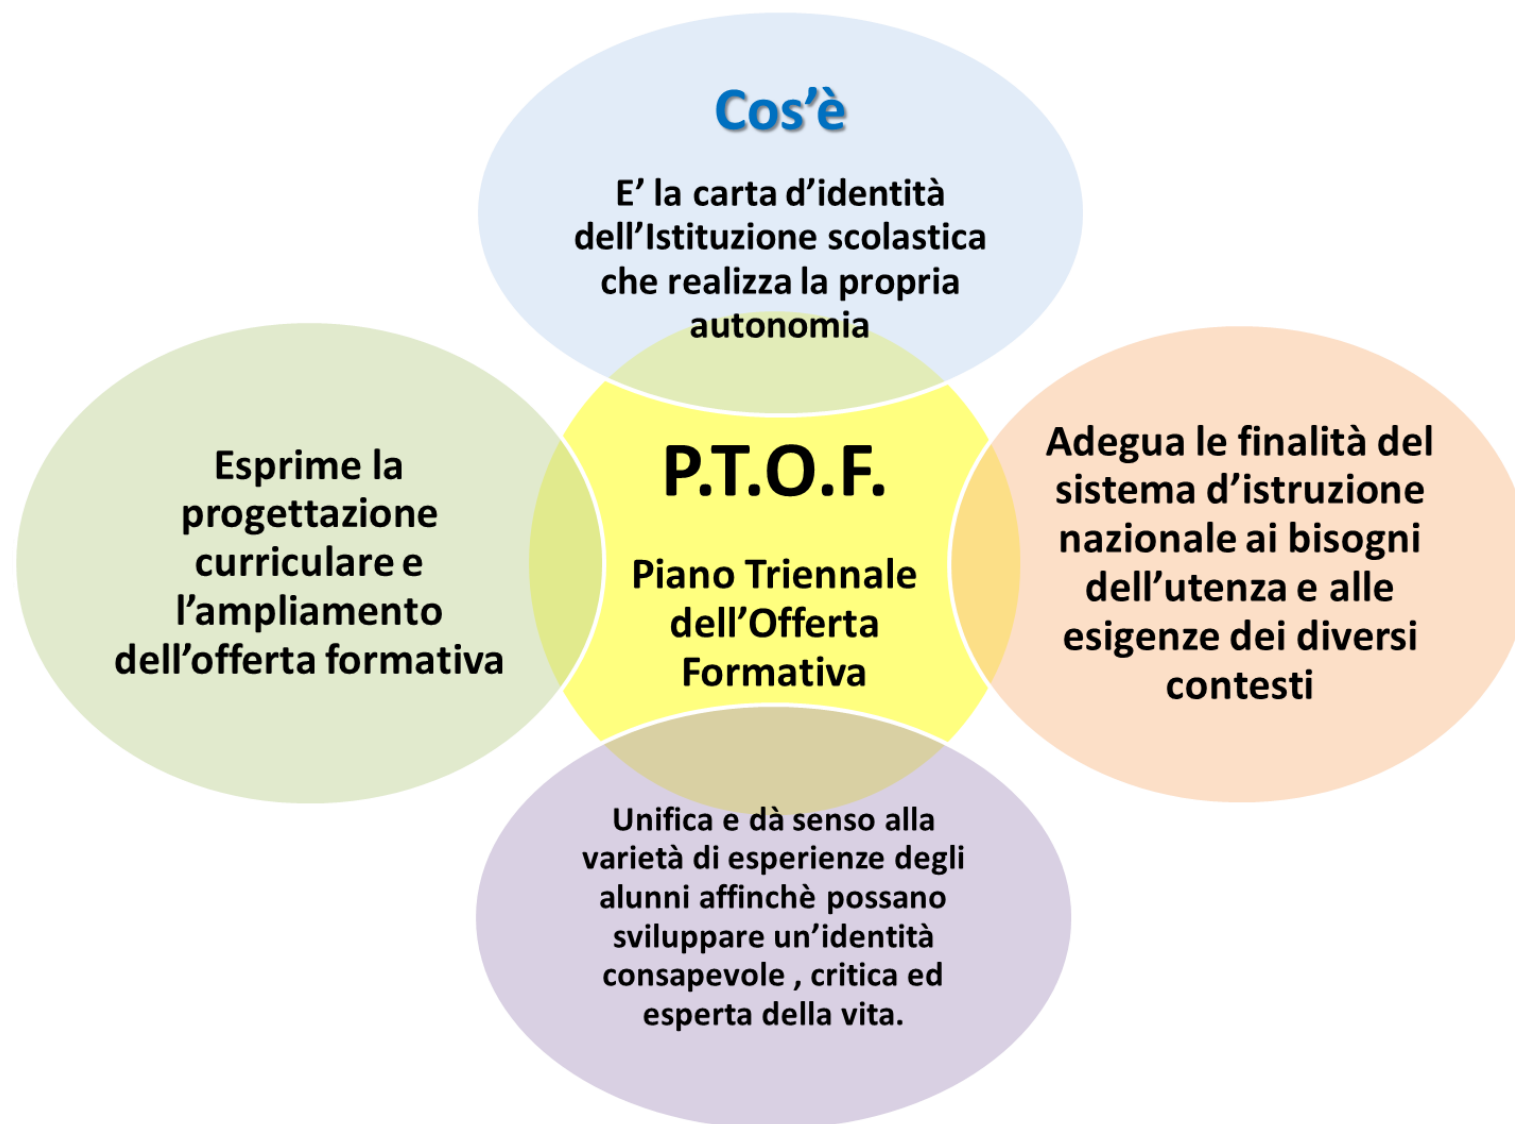 Cos’è
E’ la carta d’identità
dell’Istituzione scolastica
che realizza la propria
autonomia
Esprime la
progettazione
curriculare e
l’ampliamento
dell’offerta formativa
P.T.O.F.
Piano Triennale
dell’Offerta
Formativa
Adegua le finalità del
sistema d’istruzione
nazionale ai bisogni
dell’utenza e alle
esigenze dei diversi
contesti
Unifica e dà senso alla
varietà di esperienze degli
alunni affinchè possano
sviluppare un’identità
consapevole , critica ed
esperta della vita.